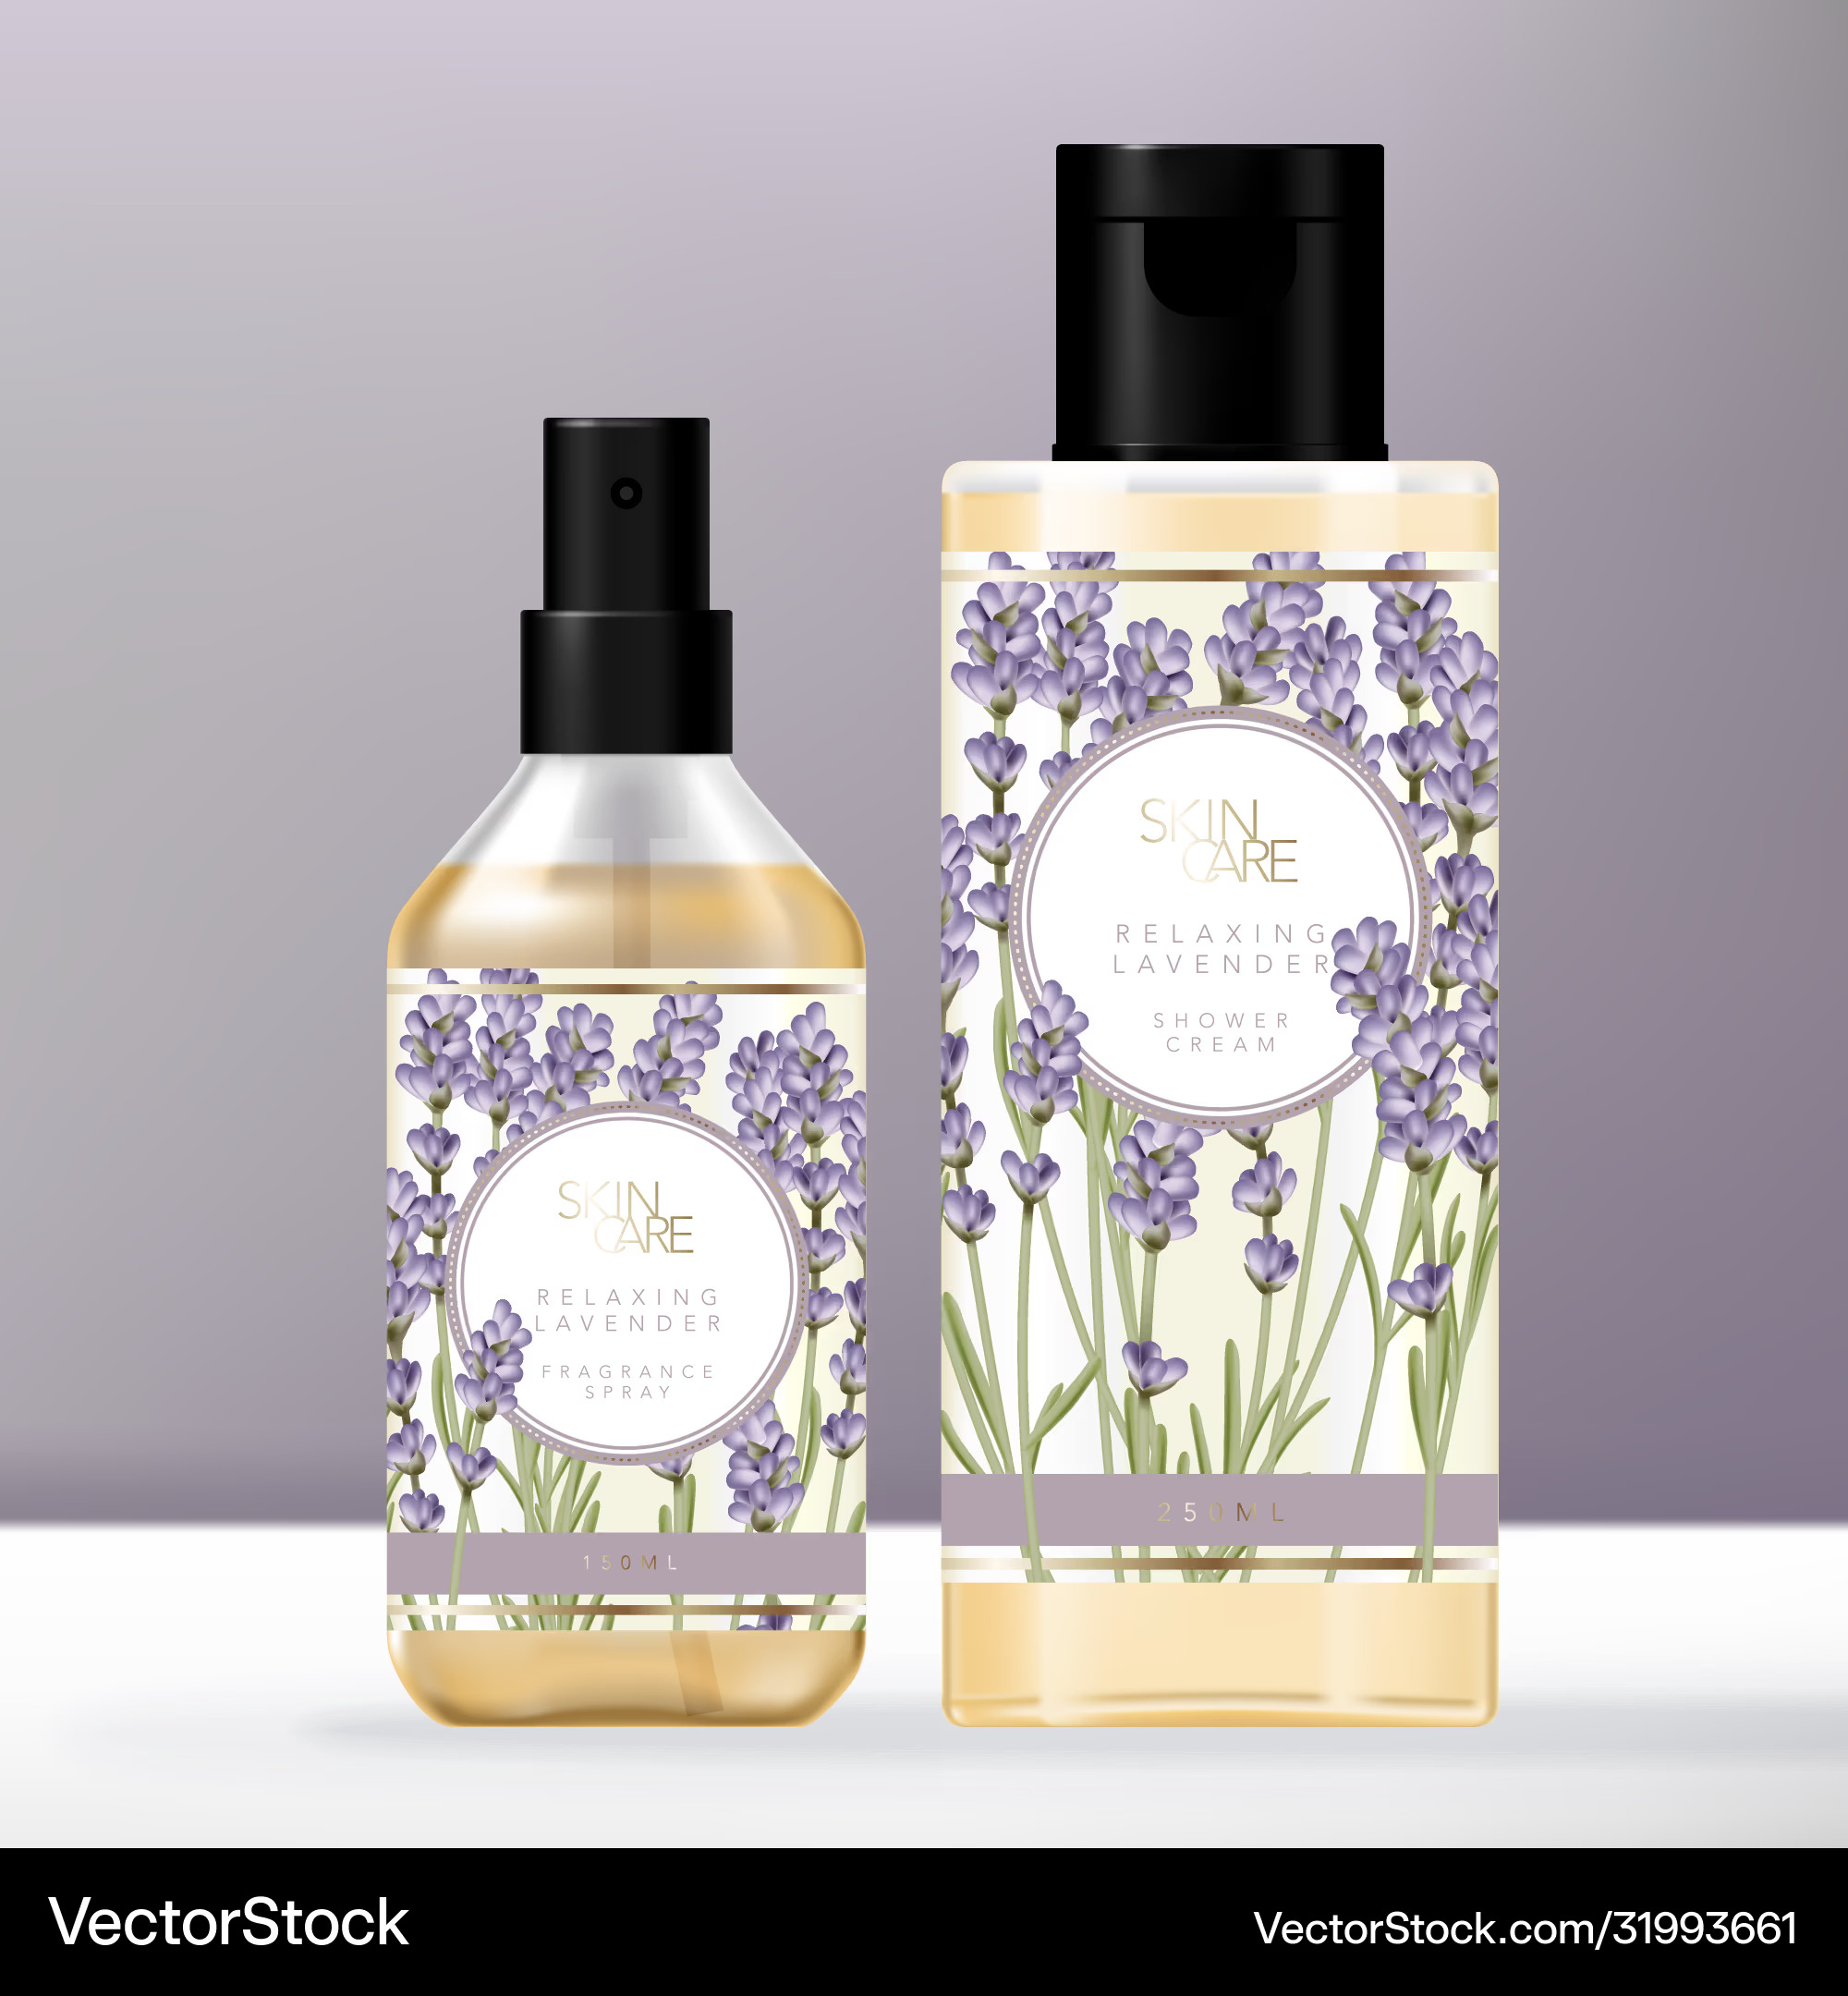 SKIN
CARE
RELAXING
LAVENDER
FRAGRANCE
SPRAY
150ML
SKIN
CARE
RELAXING
LAVENDER
SHOWER
CREAM
250ML
VectorStock
VectorStock.com/31993661